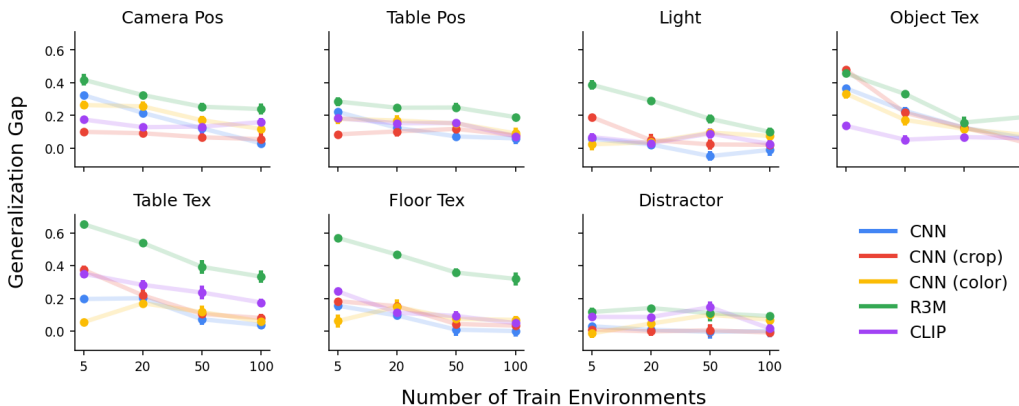 Camera Pos
Table Pos
Light
Object Tex
0.6
0.4
0.2
0.0
Generalization Gap
Table Tex
Floor Tex
Distractor
0.6
0.4
0.2
0.0
5 20 50 100
5 20 50 100
5 20 50 100
CNN
CNN (crop)
CNN (color)
R3M
CLIP
Number of Train Environments